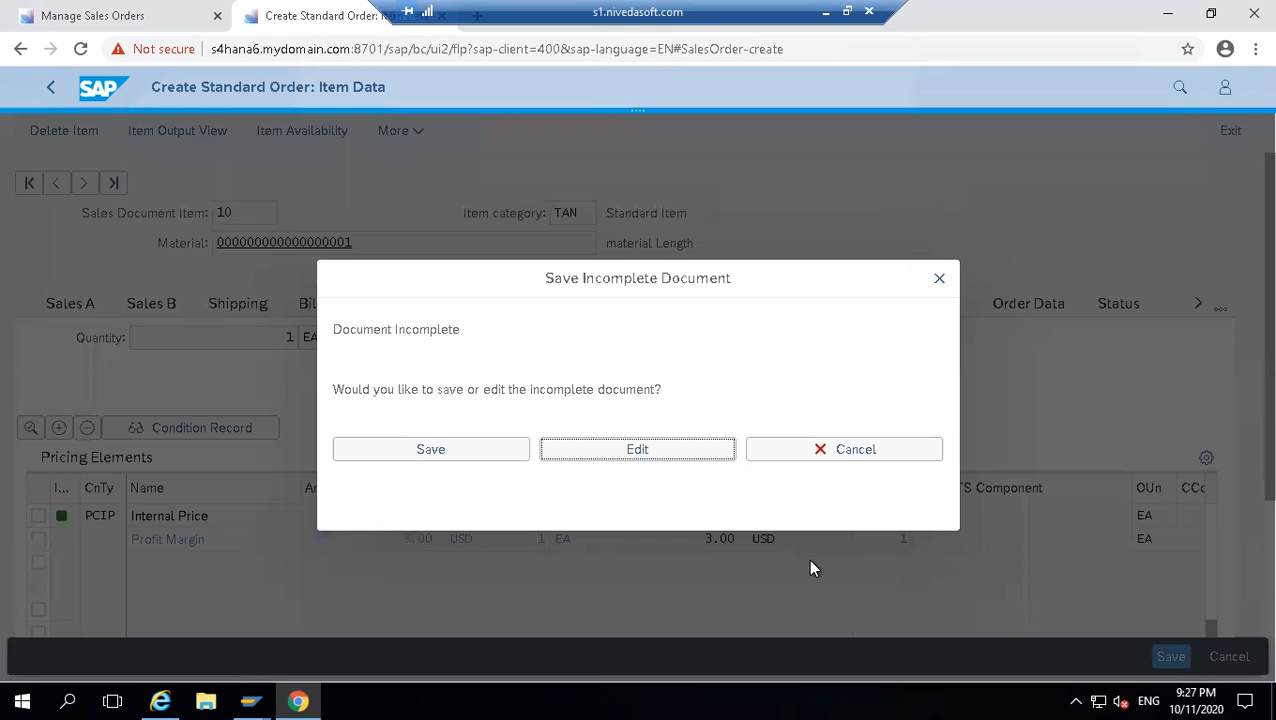 Manage Sales Orders
Create Standard Order: Item
s1.nivedasoft.com
Not secure s4hana6.mydomain.com:8701/sap/bc/ui2/flp?sap-client=400&sap-language=EN#SalesOrder-create
SAP Create Standard Order: Item Data
Delete Item Item Output View Item Availability More Exit
Sales Document Item: 10 Item category: TAN Standard Item
Material: 000000000000000001 material Length
Save Incomplete Document
Sales A Sales B Shipping Bil Order Data Status
Document Incomplete
Quantity: 1 EA
Would you like to save or edit the incomplete document?
Condition Record
Save Edit Cancel
Pricing Elements
I... CnTy Name TS Component OUn CCo
PCIP Internal Price EA
Profit Margin USD 1 EA 3.00 USD 1 EA
Save Cancel
ENG
9:27 PM
10/11/2020